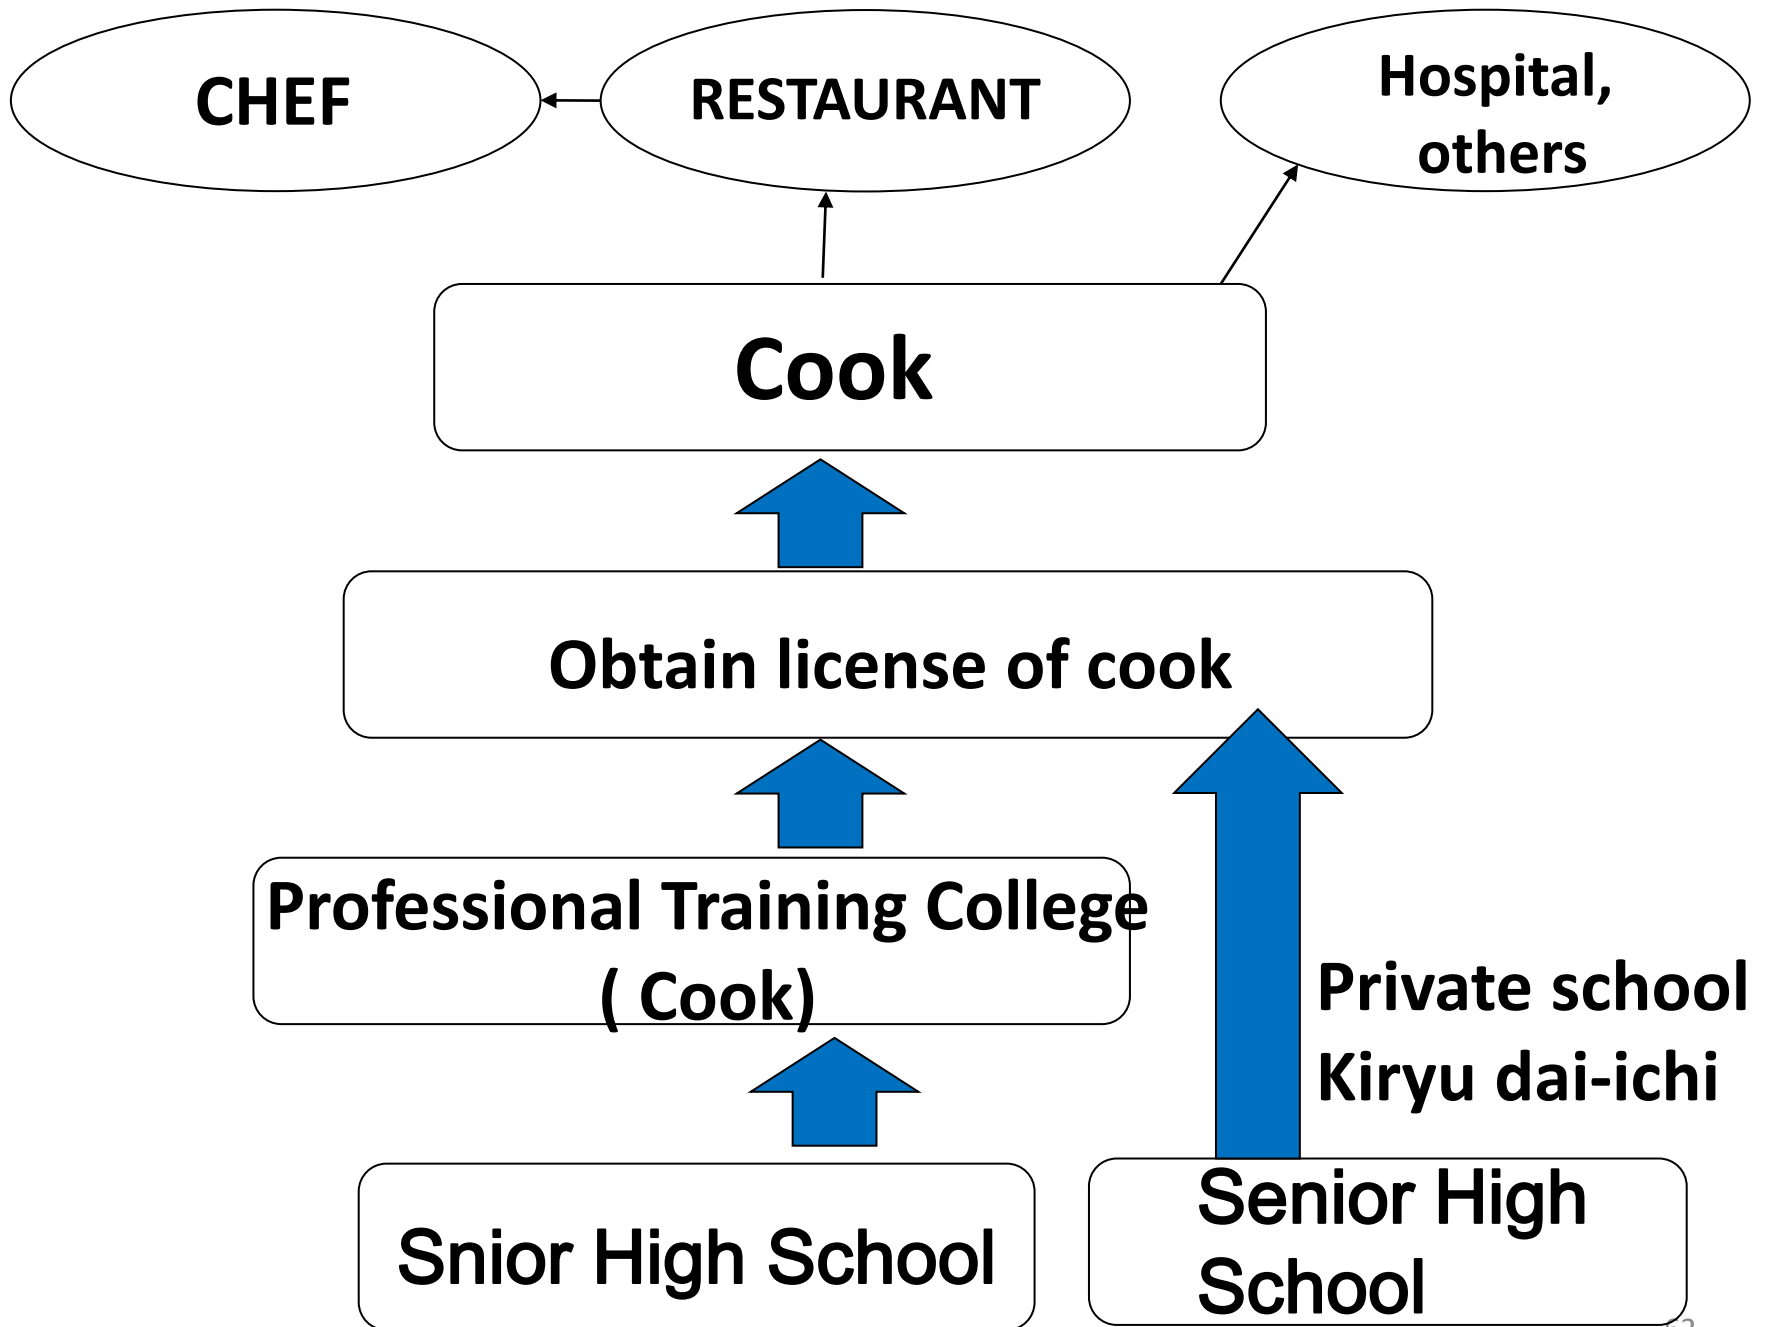 CHEF
RESTAURANT
Hospital,
others
Cook
Obtain license of cook
Professional Training College
( Cook)
Private school
Kiryu dai-ichi
Snior High School
Senior High
School